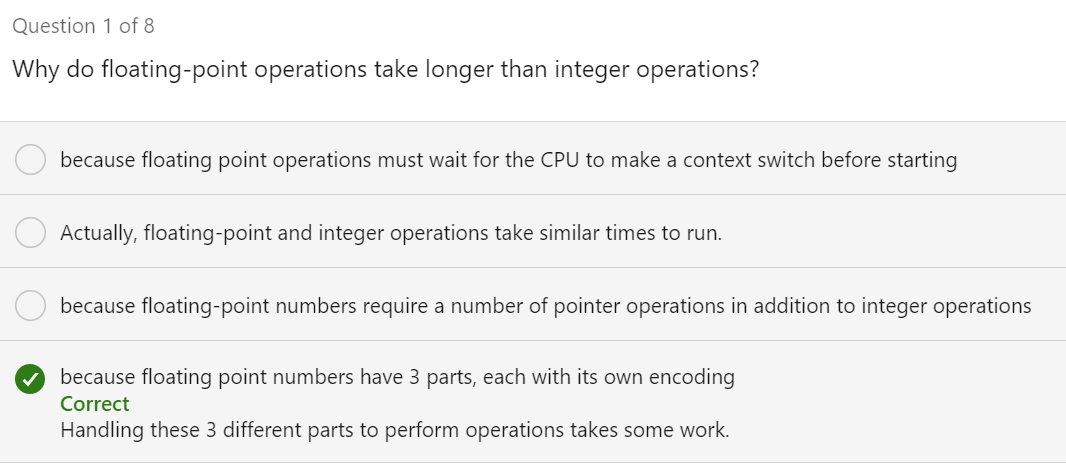 Question 1 of 8
Why do floating-point operations take longer than integer operations?
because floating point operations must wait for the CPU to make a context switch before starting
Actually, floating-point and integer operations take similar times to run.
because floating-point numbers require a number of pointer operations in addition to integer operations
because floating point numbers have 3 parts, each with its own encoding
Correct
Handling these 3 different parts to perform operations takes some work.